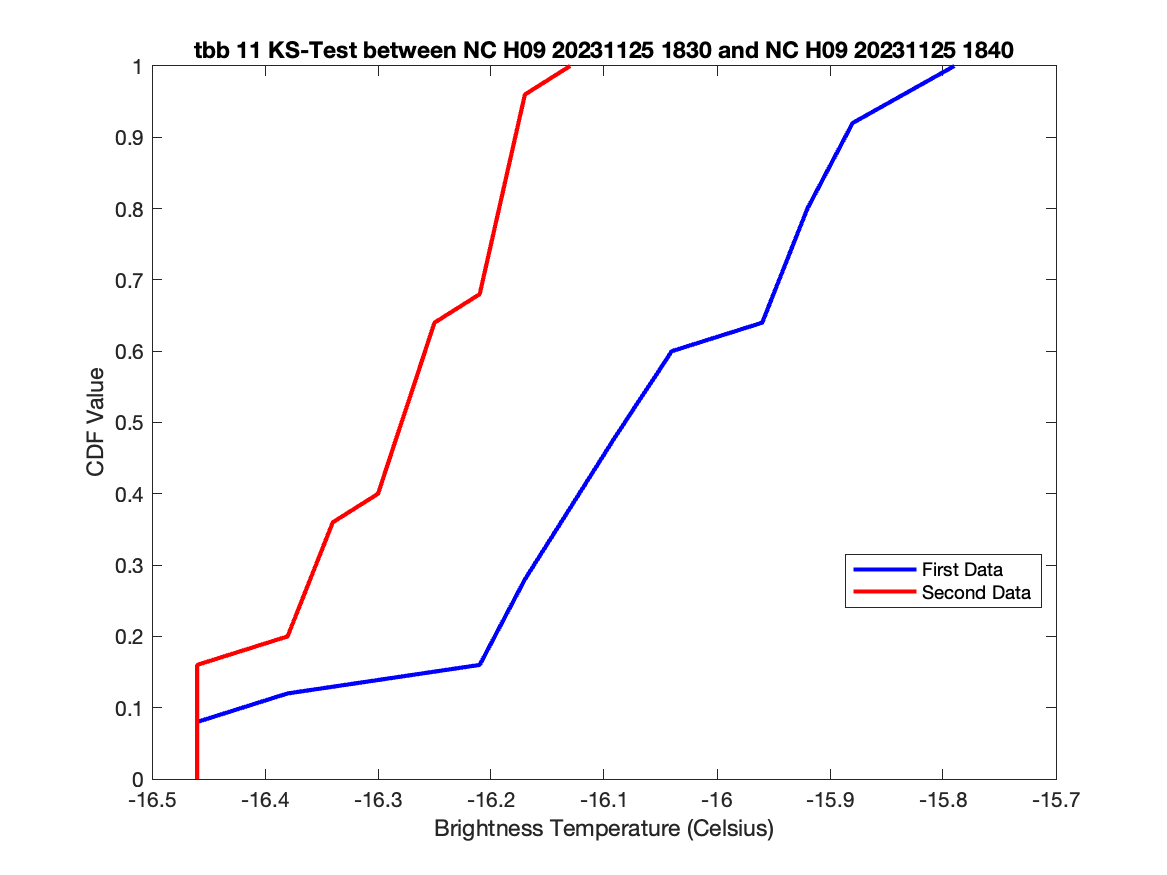 tbb 11 KS-Test between NC H09 20231125 1830 and NC H09 20231125 1840
1
0.9
0.8
0.7
0.6
0.5
0.4
0.3
0.2
0.1
0
CDF Value
First Data
Second Data
-16.5 -16.4 -16.3 -16.2 -16.1 -16 -15.9 -15.8 -15.7
Brightness Temperature (Celsius)